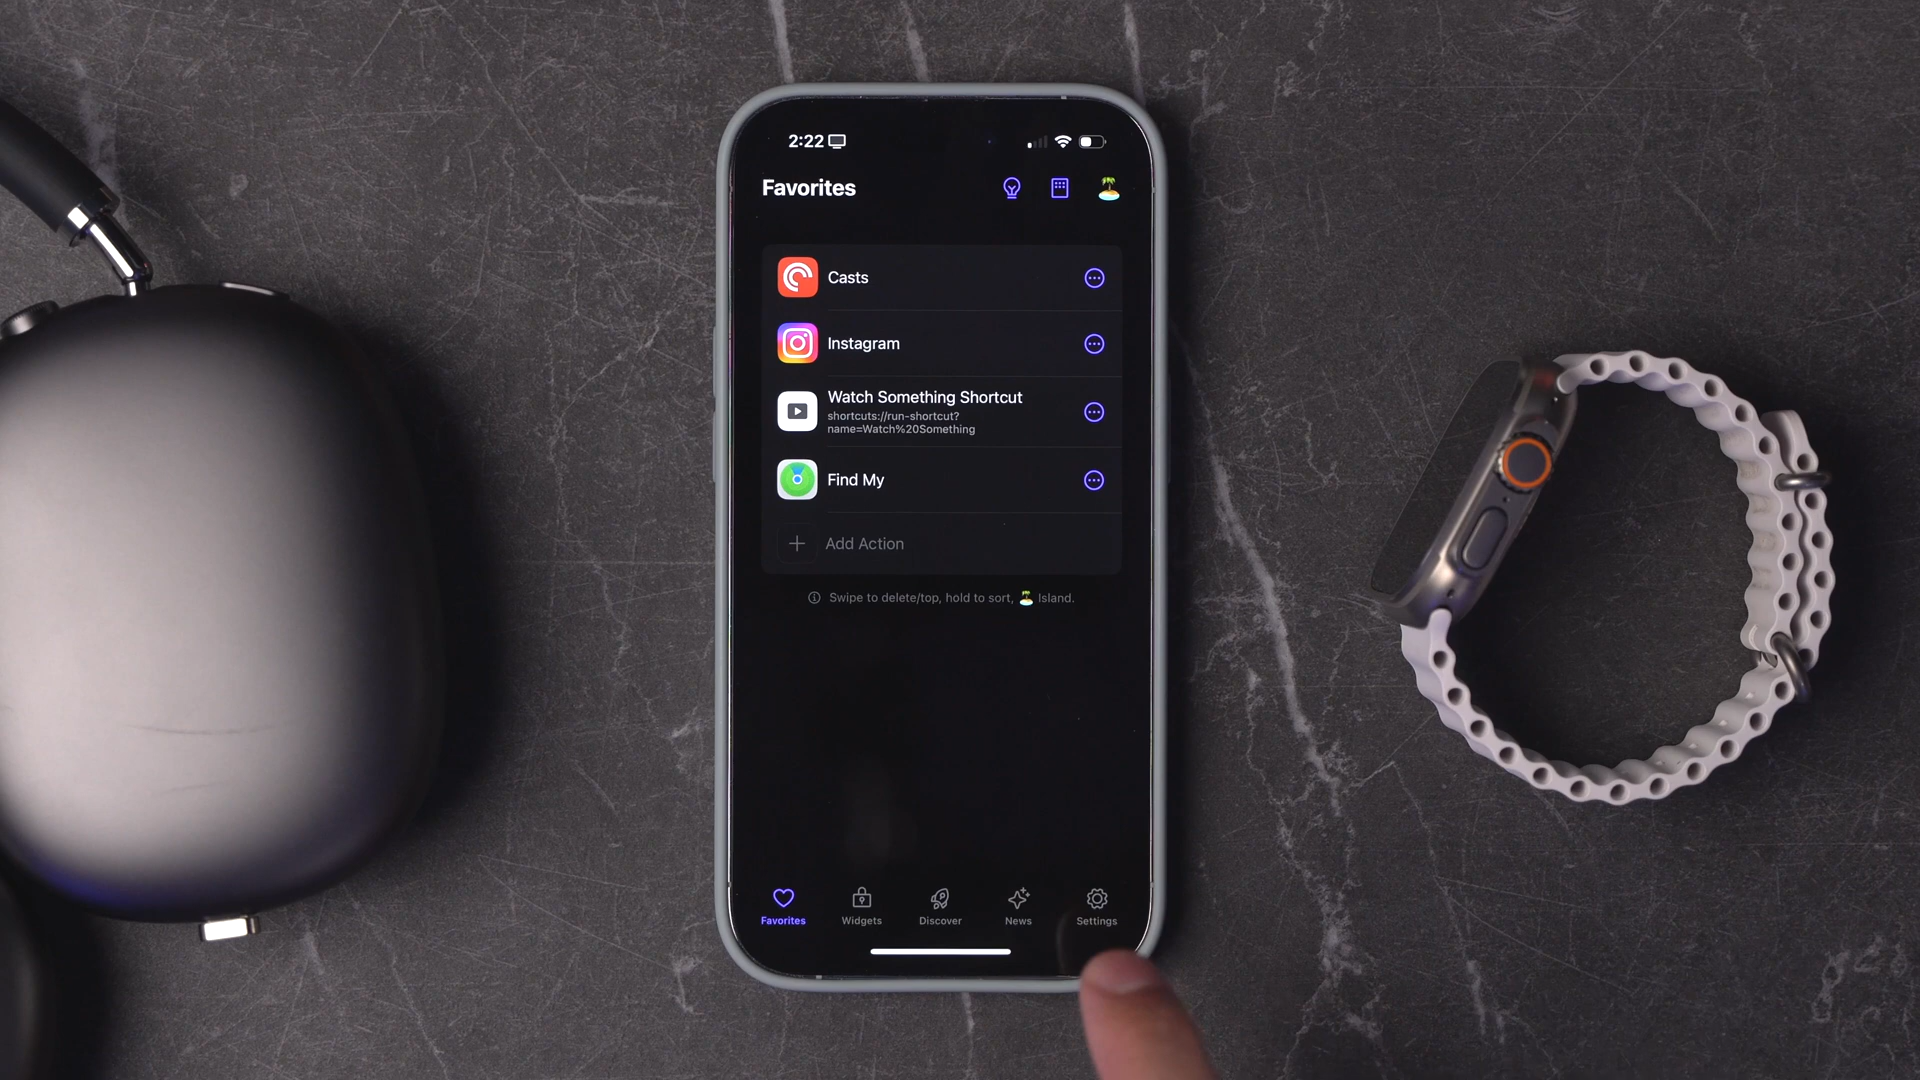 2:22
Favorites
Casts
Instagram
Watch Something Shortcut
shortcuts://run-shortcut?
name=Watch%20Something
Find My
Add Action
Swipe to delete/top, hold to sort, 🏝️ Island.
Favorites
Widgets
Discover
News
Settings